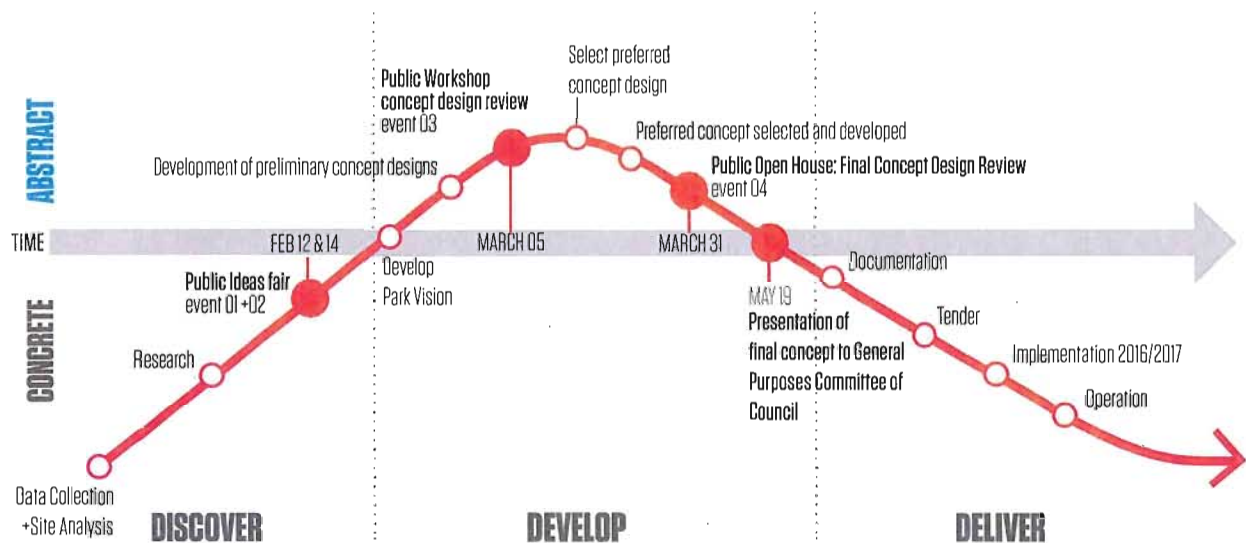 Select preferred
concept design
Public Workshop
concept design review
event 03
Preferred concept selected and developed
Development of preliminary concept designs
Public Open House: Final Concept Design Review
event 04
ABSTRACT
TIME
FEB 12 & 14
MARCH 05
MARCH 31
Develop
Park Vision
Documentation
Public Ideas fair
event 01 +02
MAY 19
Presentation of
final concept to General
Purposes Committee of
Council
Tender
CONCRETE
Research
Implementation 2016/2017
Operation
Data Collection
+Site Analysis
DISCOVER
DEVELOP
DELIVER